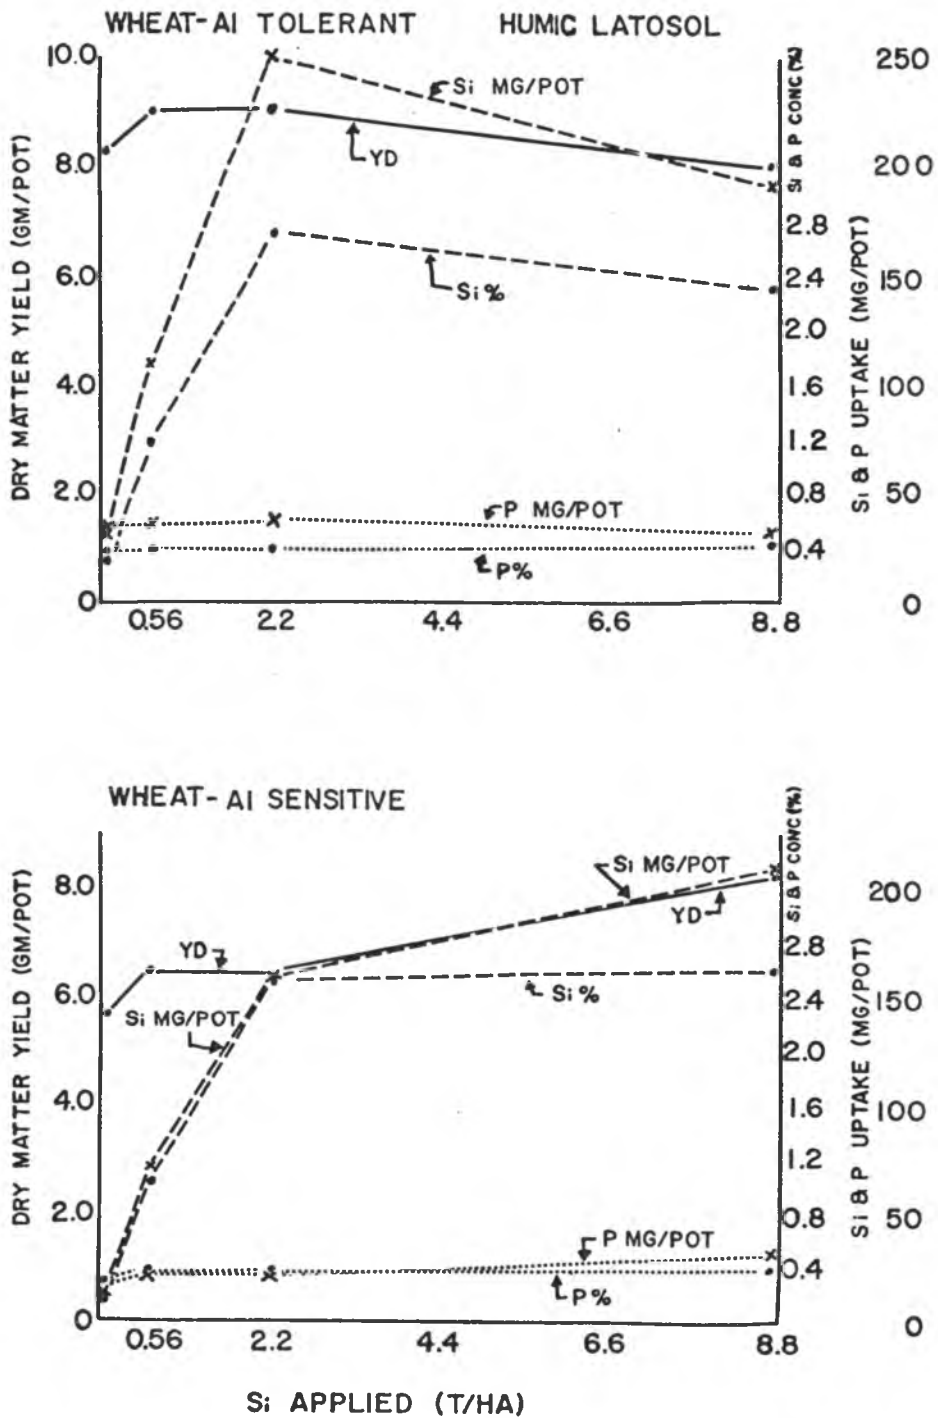 WHEAT-Al TOLERANT HUMIC LATOSOL
DRY MATTER YIELD (GM/POT)
10.0
8.0
6.0
4.0
2.0
0
Si MG/POT
YD
Si%
P MG/POT
P%
Si & P CONC (%)
2.8
2.4
2.0
1.6
1.2
0.8
0.4
Si & P UPTAKE (MG/POT)
250
200
150
100
50
0
0.56 2.2 4.4 6.6 8.8
WHEAT-Al SENSITIVE
DRY MATTER YIELD (GM/POT)
8.0
6.0
4.0
2.0
0
Si MG/POT
YD
YD
Si%
Si MG/POT
P MG/POT
P%
Si & P CONC (%)
2.8
2.4
2.0
1.6
1.2
0.8
0.4
Si & P UPTAKE (MG/POT)
200
150
100
50
0
0.56 2.2 4.4 6.6 8.8
Si APPLIED (T/HA)